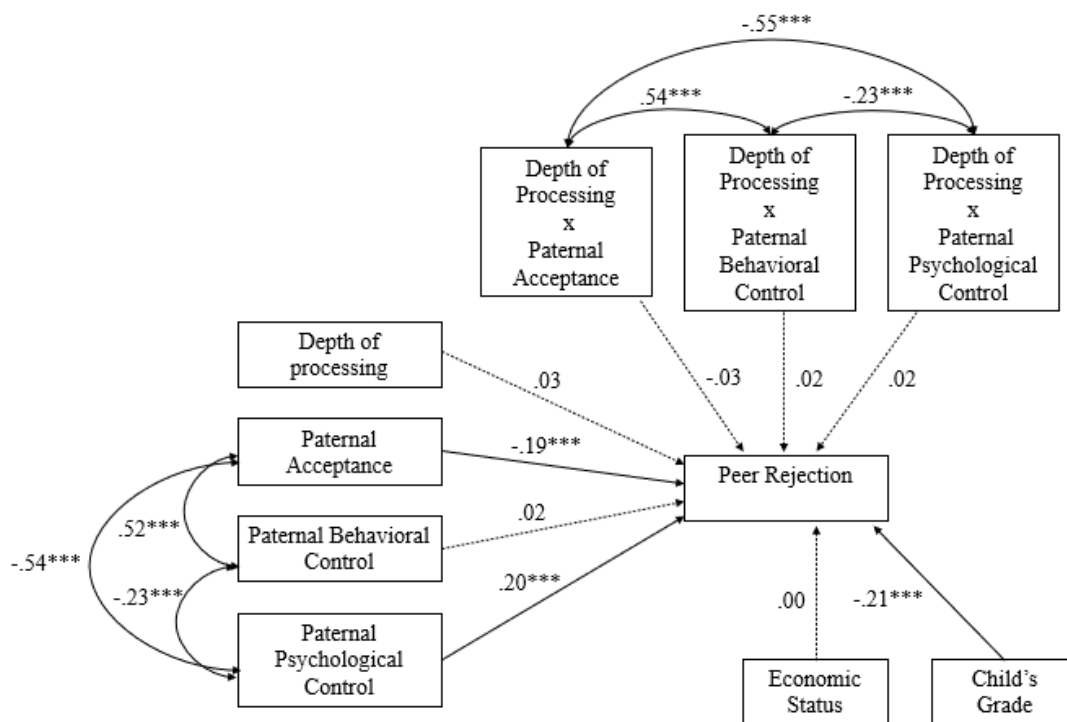 -.55***
.54***
-.23***
Depth of
Processing
x
Paternal
Acceptance
Depth of
Processing
x
Paternal
Behavioral
Control
Depth of
Processing
x
Paternal
Psychological
Control
Depth of
processing
.03
-.03
.02
.02
Paternal
Acceptance
-.19***
Peer Rejection
.52***
Paternal Behavioral
Control
.02
-.54***
-.23***
Paternal
Psychological
Control
.20***
.00
-.21***
Economic
Status
Child’s
Grade